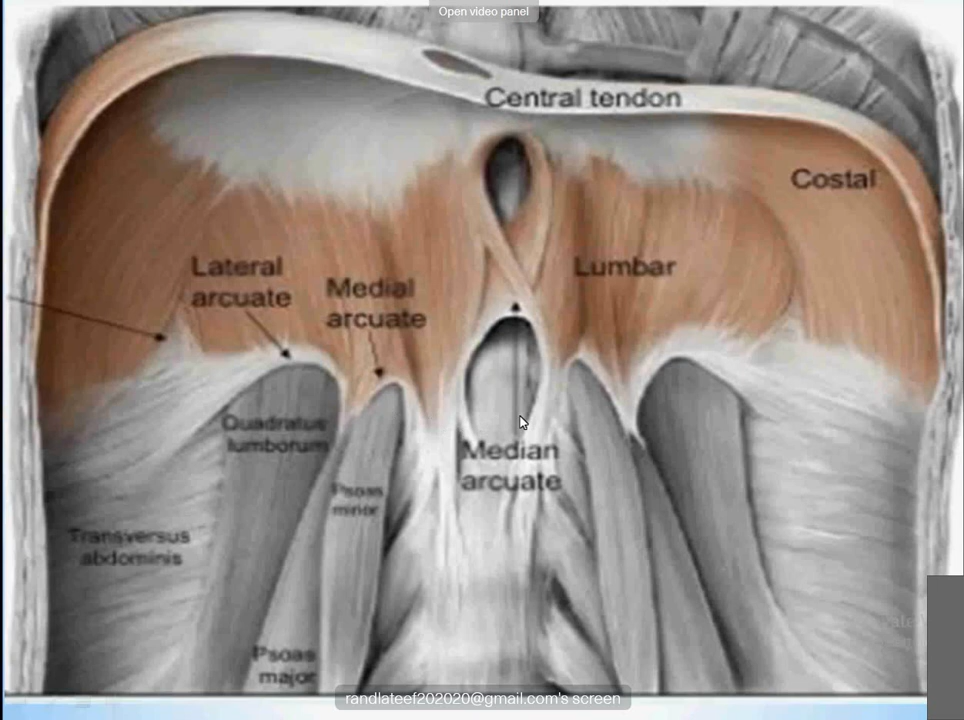 Open video panel
Central tendon
Costal
Lateral
arcuate
Medial
arcuate
Lumbar
Quadratus
lumborum
Median
arcuate
Psoas
minor
Transversus
abdominis
Psoas
major
randlateef202020@gmail.com's screen